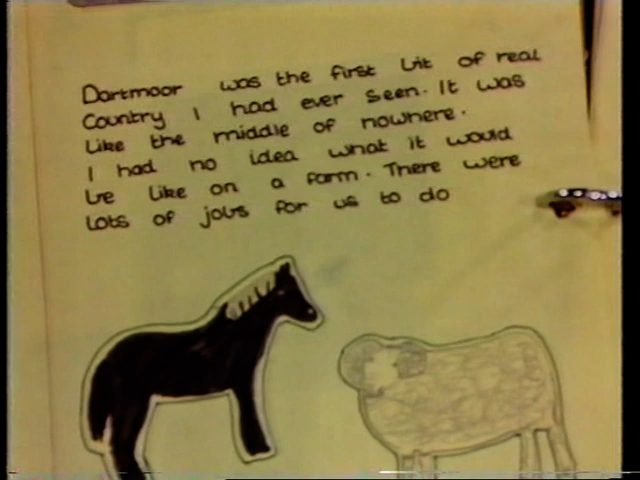 Dartmoor was the first bit of real
Country I had ever seen. It was
Like the middle of nowhere.
I had no idea what it would
be like on a farm. There were
Lots of jobs for us to do